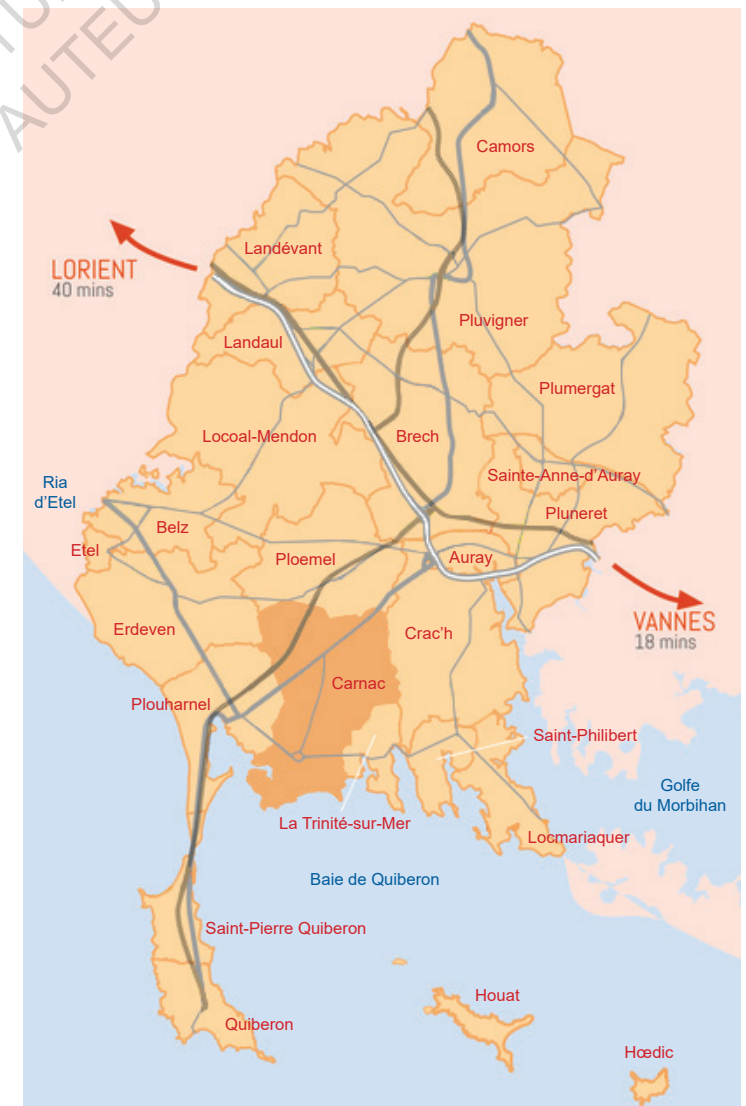 AUTEU
Camors
Landévant
LORIENT
40 mins
Pluvigner
Landaul
Plumergat
Locoal-Mendon
Brech
Sainte-Anne-d'Auray
Ria
d'Etel
Pluneret
Belz
Etel
Ploemel
Auray
VANNES
18 mins
Erdeven
Crac'h
Carnac
Plouharnel
Saint-Philibert
Golfe
du Morbihan
La Trinité-sur-Mer
Locmariaquer
Baie de Quiberon
Saint-Pierre Quiberon
Houat
Quiberon
Hœdic